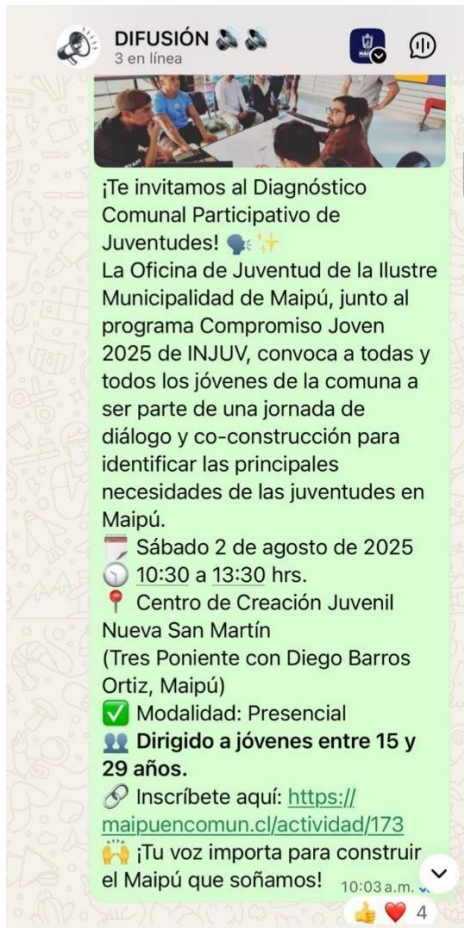 DIFUSIÓN 🔊 🔊
3 en línea
¡Te invitamos al Diagnóstico
Comunal Participativo de
Juventudes! 🗣️✨
La Oficina de Juventud de la Ilustre
Municipalidad de Maipú, junto al
programa Compromiso Joven
2025 de INJUV, convoca a todas y
todos los jóvenes de la comuna a
ser parte de una jornada de
diálogo y co-construcción para
identificar las principales
necesidades de las juventudes en
Maipú.
🗓️ Sábado 2 de agosto de 2025
🕥 10:30 a 13:30 hrs.
📍 Centro de Creación Juvenil
Nueva San Martín
(Tres Poniente con Diego Barros
Ortiz, Maipú)
✅ Modalidad: Presencial
👥 Dirigido a jóvenes entre 15 y
29 años.
🔗 Inscríbete aquí: https://
maipuencomun.cl/actividad/173
🙌 ¡Tu voz importa para construir
el Maipú que soñamos! 10:03 a.m.
👍 ❤️ 4